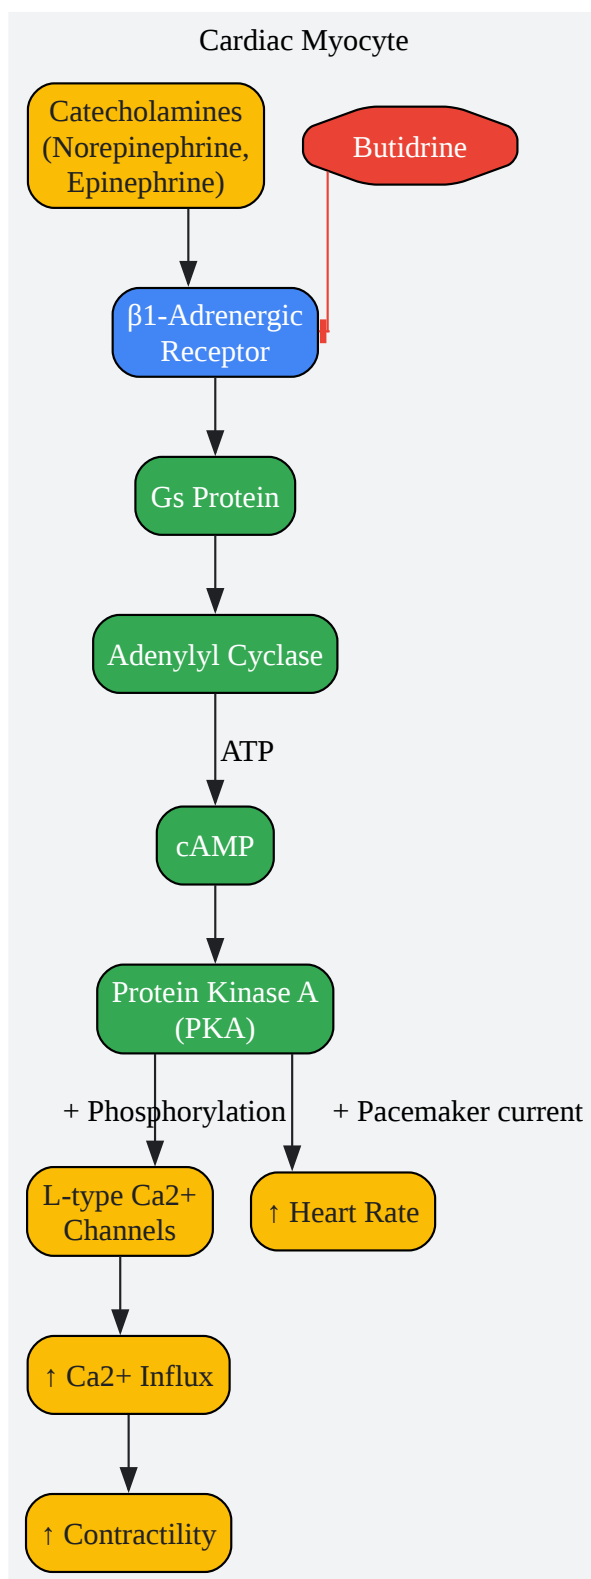 Cardiac Myocyte
Catecholamines
(Norepinephrine,
Epinephrine)
Butidrine
β1-Adrenergic
Receptor
Gs Protein
Adenylyl Cyclase
ATP
cAMP
Protein Kinase A
(PKA)
+ Phosphorylation
+ Pacemaker current
L-type Ca2+
Channels
↑ Heart Rate
↑ Ca2+ Influx
↑ Contractility